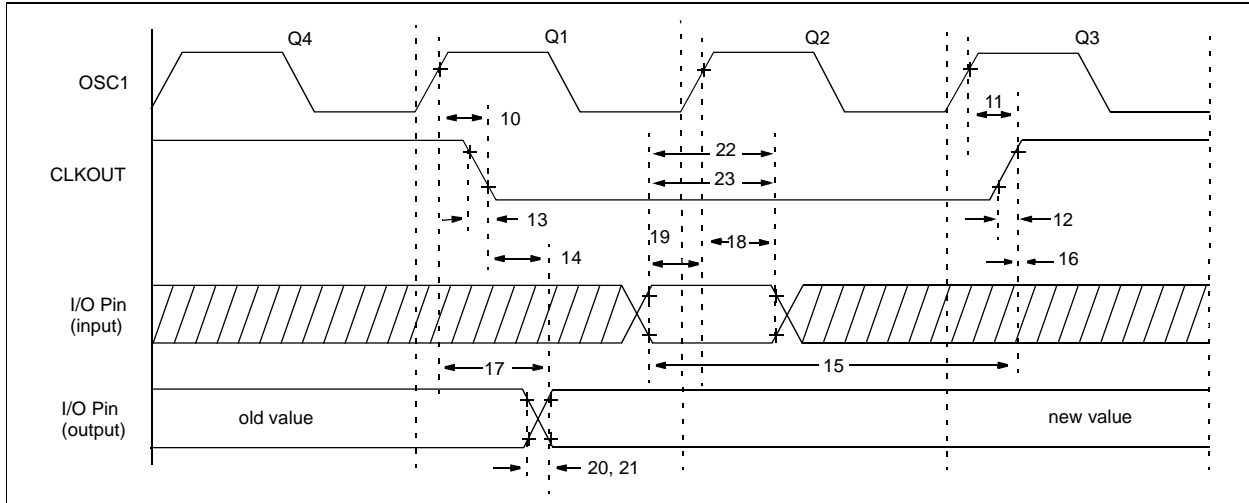 Q4
Q1
Q2
Q3
OSC1
10
11
22
CLKOUT
23
13
12
19
18
14
16
I/O Pin
(input)
17
15
I/O Pin
(output)
old value
new value
20, 21